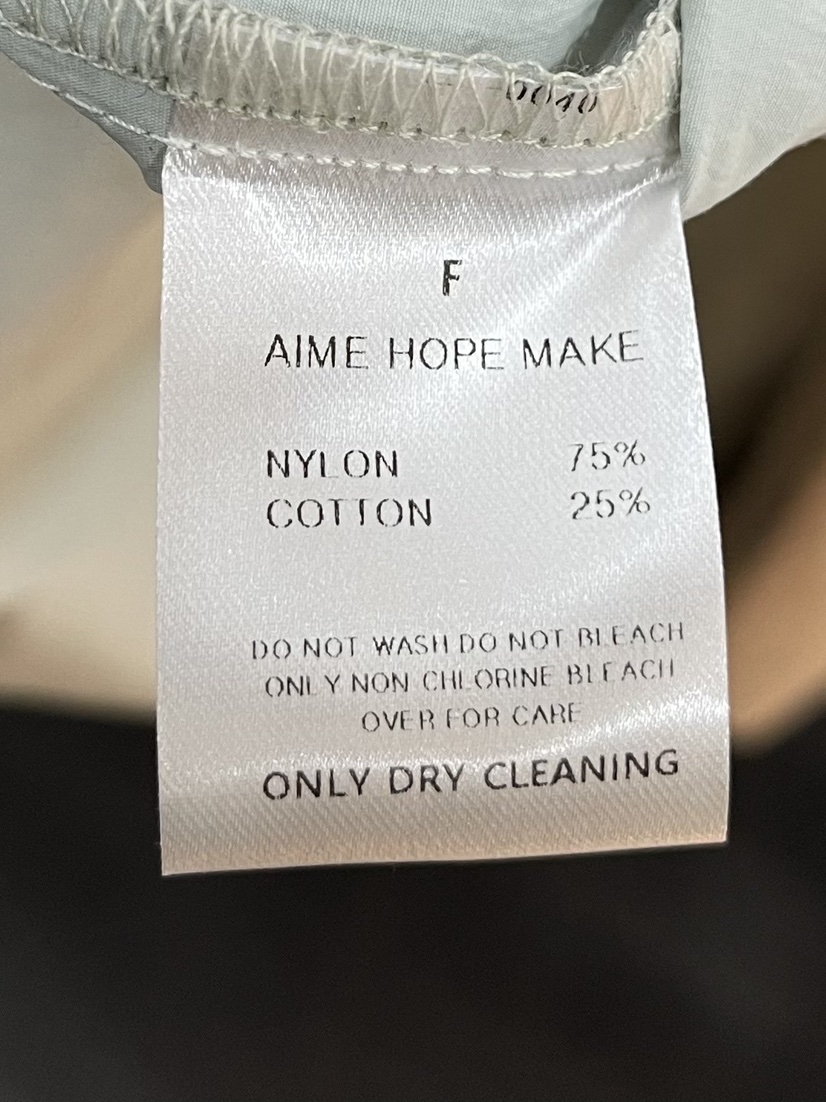 F
AIME HOPE MAKE
NYLON 75%
COTTON 25%
DO NOT WASH DO NOT BLEACH
ONLY NON CHLORINE BLEACH
OVER FOR CARE
ONLY DRY CLEANING